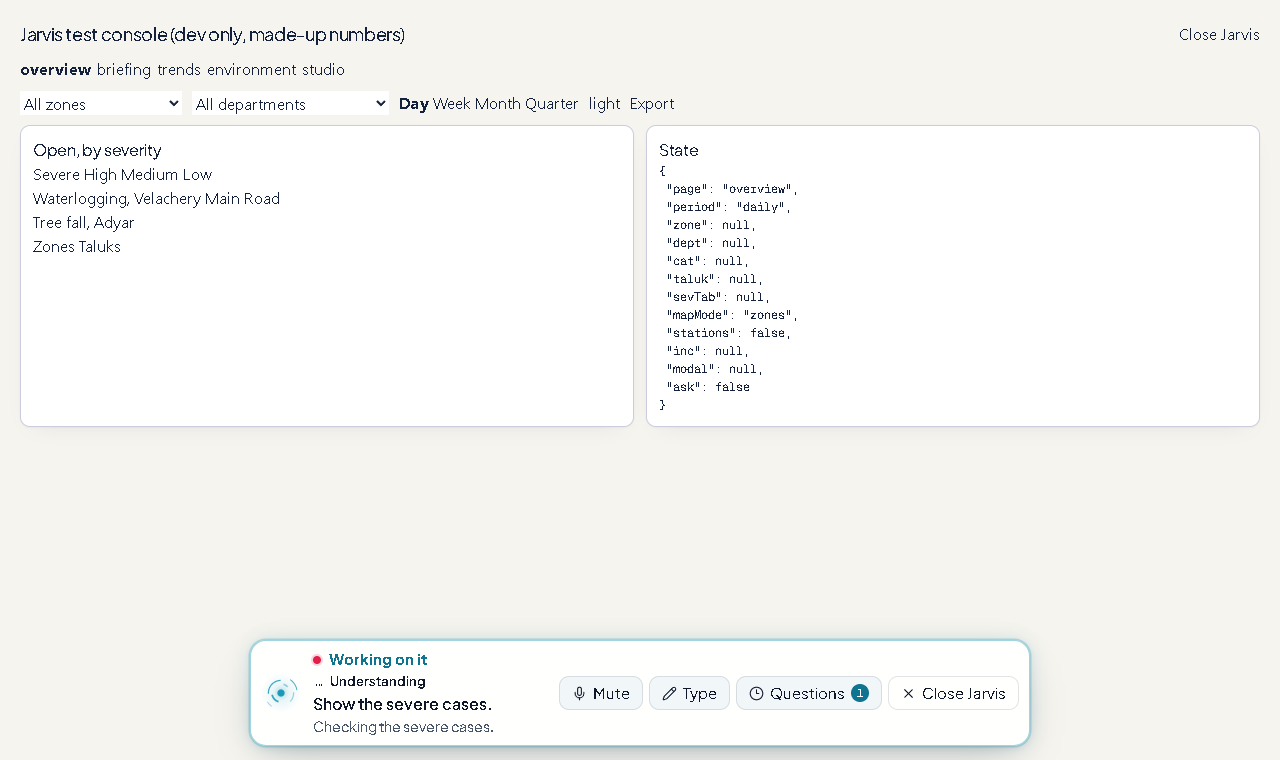 Jarvis test console (dev only, made-up numbers)
Close Jarvis
overview briefing trends environment studio
All zones All departments Day Week Month Quarter light Export
Open, by severity
Severe High Medium Low
Waterlogging, Velachery Main Road
Tree fall, Adyar
Zones Taluks
State
{
"page": "overview",
"period": "daily",
"zone": null,
"dept": null,
"cat": null,
"taluk": null,
"sevTab": null,
"mapMode": "zones",
"stations": false,
"inc": null,
"modal": null,
"ask": false
}
Working on it
… Understanding
Show the severe cases.
Checking the severe cases.
Mute Type Questions 1 Close Jarvis